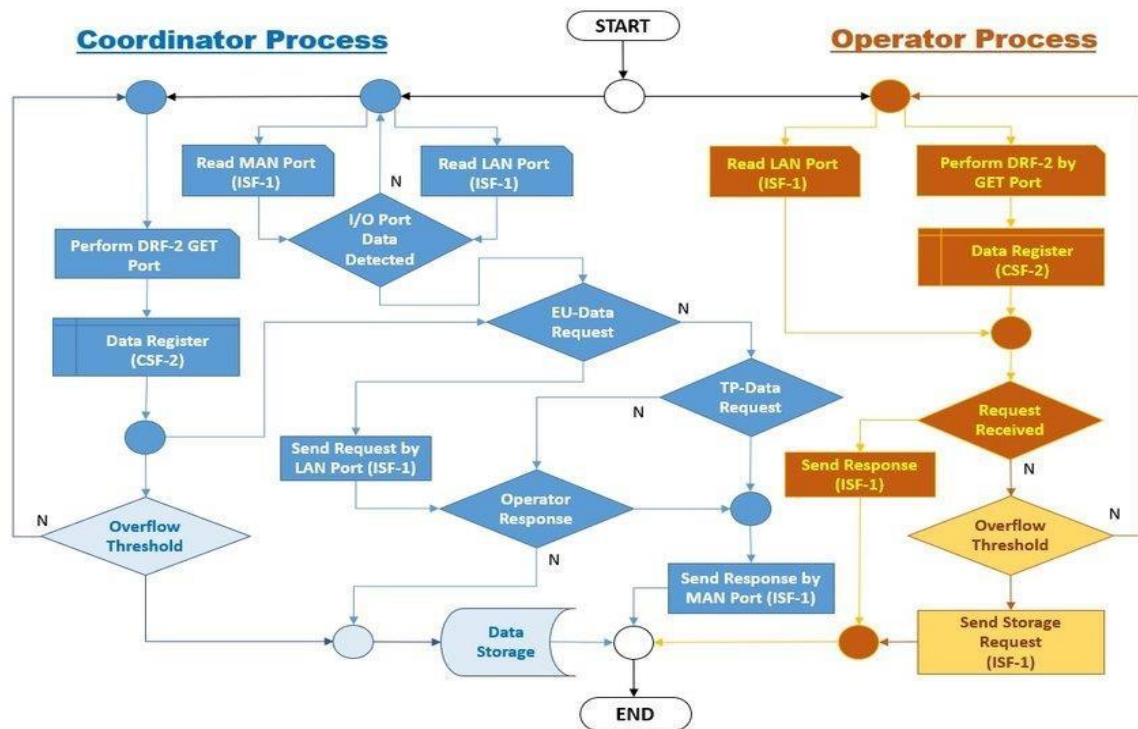 START
Coordinator Process
Operator Process
Read MAN Port
(ISF-1)
Read LAN Port
(ISF-1)
N
I/O Port
Data
Detected
Perform DRF-2 GET
Port
Data Register
(CSF-2)
EU-Data
Request
N
TP-Data
Request
N
Send Request by
LAN Port (ISF-1)
Operator
Response
N
N
Overflow
Threshold
Send Response by
MAN Port (ISF-1)
Data
Storage
Read LAN Port
(ISF-1)
Perform DRF-2 by
GET Port
Data Register
(CSF-2)
Request
Received
N
Send Response
(ISF-1)
Overflow
Threshold
N
Send Storage
Request
(ISF-1)
END